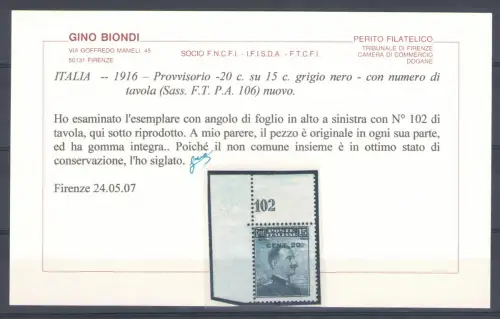 GINO BIONDI
VIA GOFFREDO MAMELI, 45
50131 FIRENZE
SOCIO F.N.C.F.I. - I.F.I.S.D.A. - F.T.C.F.I.
PERITO FILATELICO
TRIBUNALE DI FIRENZE
CAMERA DI COMMERCIO
DOGANE
ITALIA -- 1916 – Provvisorio -20 c. su 15 c. grigio nero - con numero di
tavola (Sass. F.T. P.A. 106) nuovo.
Ho esaminato l'esemplare con angolo di foglio in alto a sinistra con N° 102 di
tavola, qui sotto riprodotto. A mio parere, il pezzo è originale in ogni sua parte,
ed ha gomma integra.. Poiché il non comune insieme è in ottimo stato di
conservazione, l'ho siglato.
Firenze 24.05.07
102
POSTE
ITALIANE
15
CENT. 20